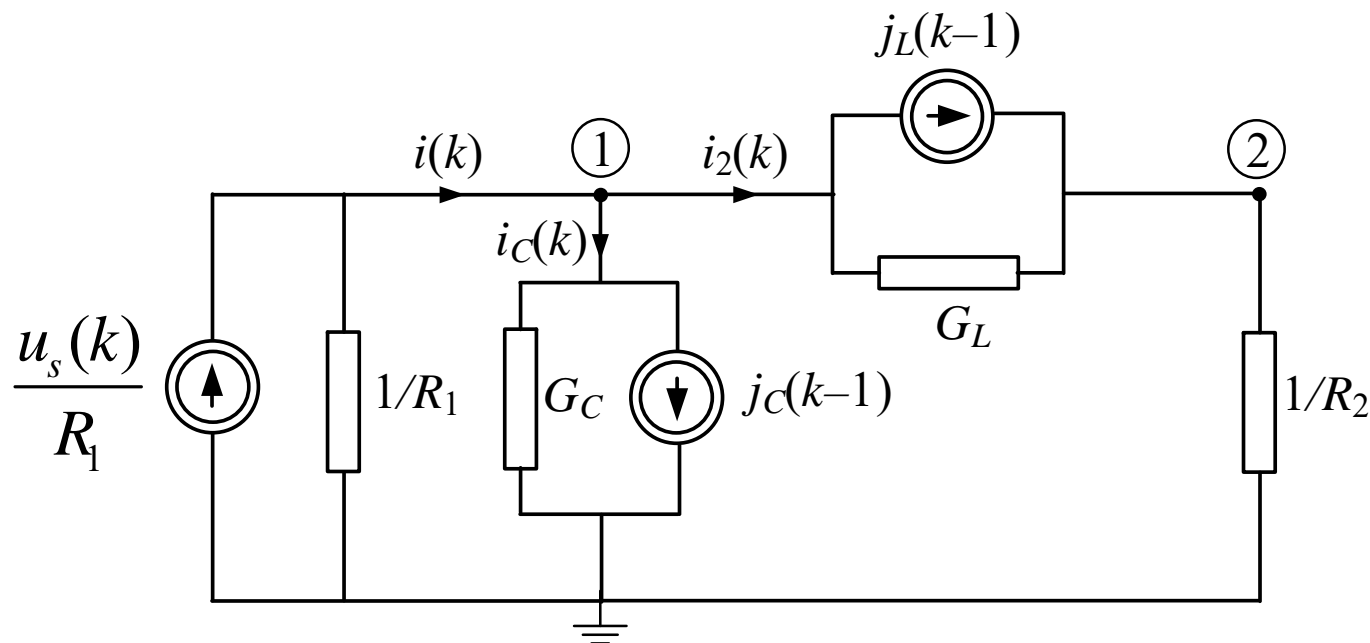 j_L(k–1)
i(k)
①
i_2(k)
②
i_C(k)
G_L
u_s(k)
R_1
1/R_1
G_C
j_C(k–1)
1/R_2